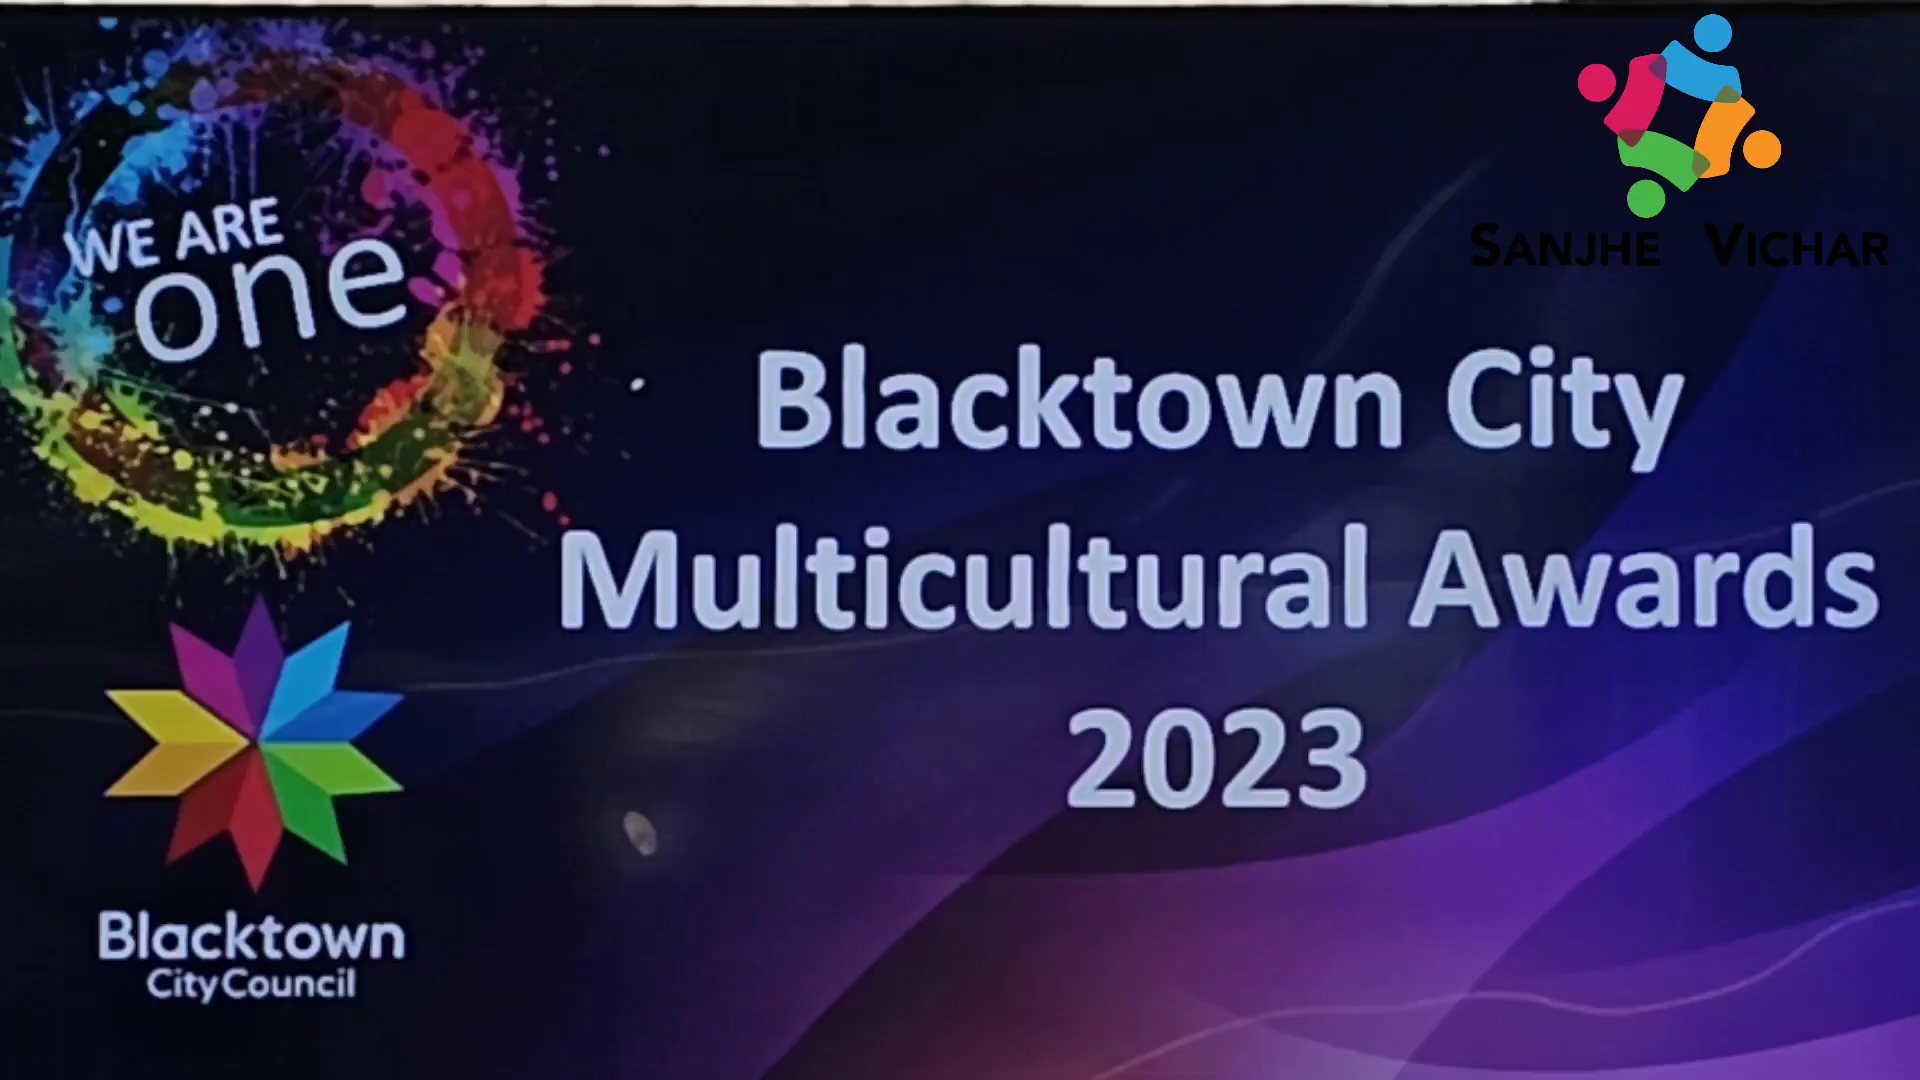 WE ARE
one
SANJHE VICHAR
Blacktown City
Multicultural Awards
2023
Blacktown
City Council